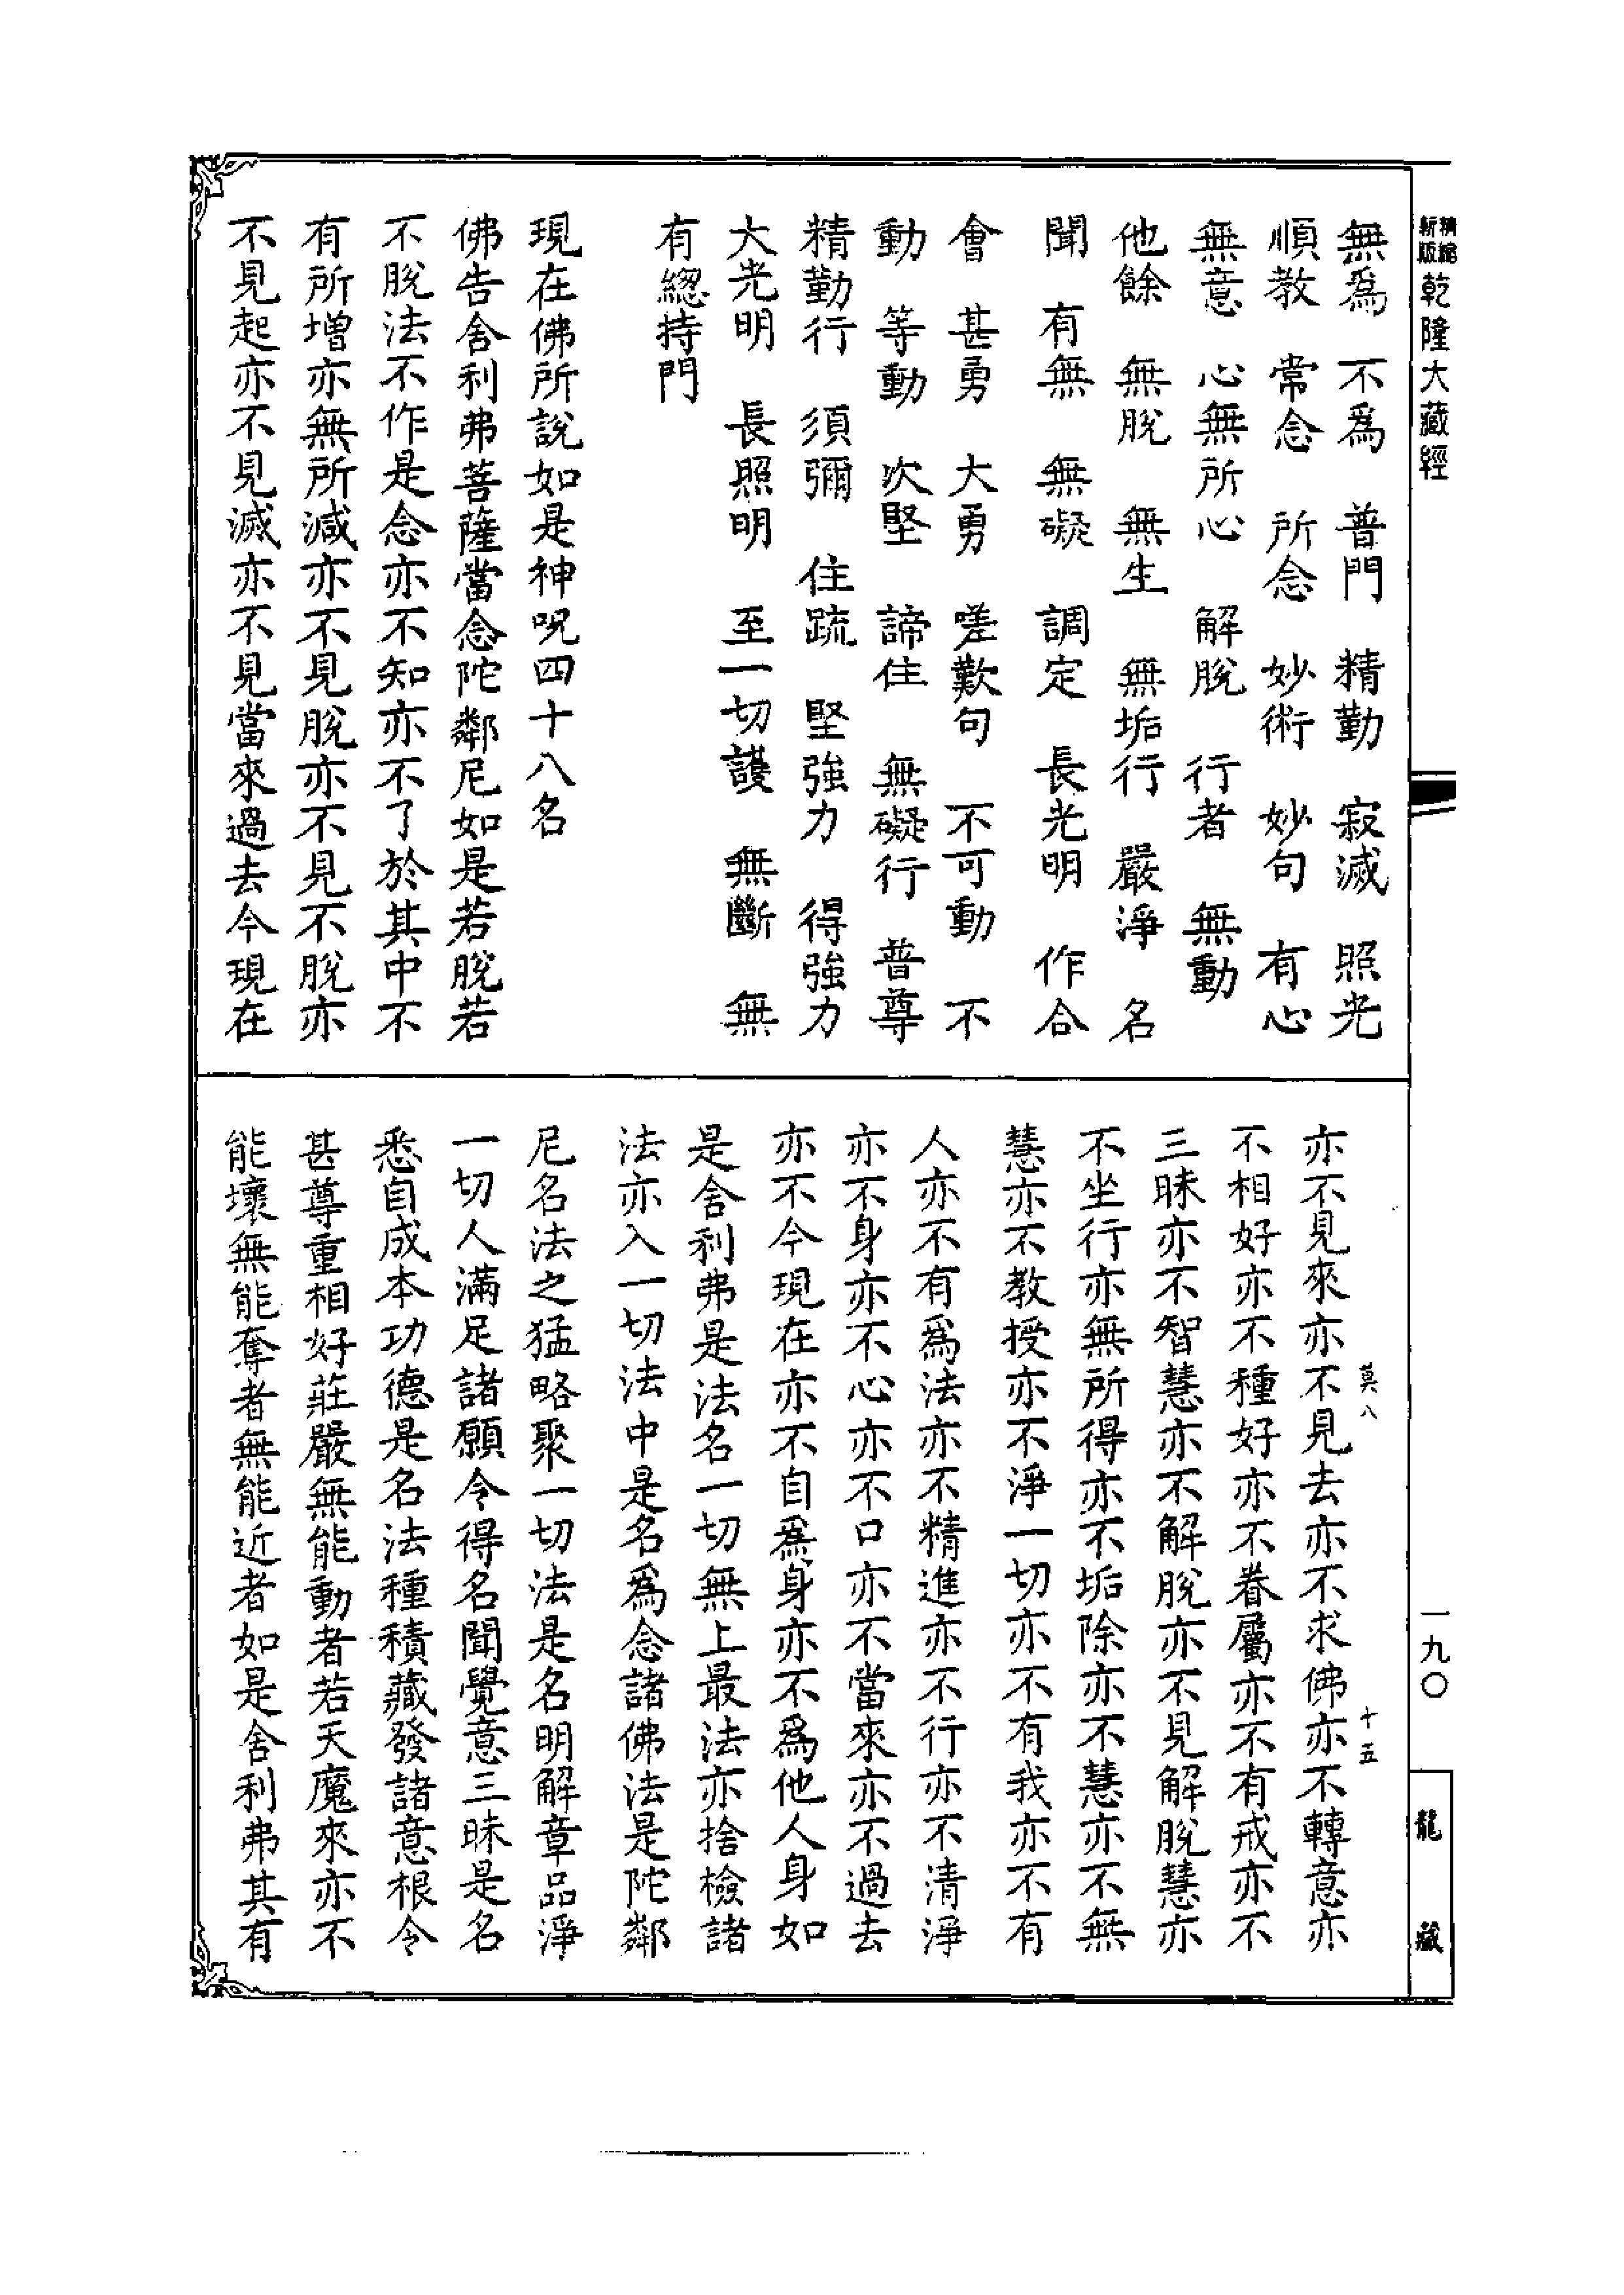 精縮新版乾隆大藏經
無爲　不爲　普門　精勤　寂滅　照光
順教　常念　所念　妙術　妙句　有心
無意　心無所心　解脫　行者　無動
他餘　無脫　無生　無垢行　嚴淨　名
聞　有無　無礙　調定　長光明　作合
會　甚勇　大勇　嗟歎句　不可動　不
動　等動　次堅　諦住　無礙行　普尊
精勤行　須彌　住䟽　堅強力　得強力
大光明　長照明　至一切護　無斷　無
有緫持門
現在佛所說如是神呪四十八名
佛告舍利弗菩薩當念陀鄰尼如是若脫若
不脫法不作是念亦不知亦不了於其中不
有所增亦無所減亦不見脫亦不見不脫亦
不見起亦不見滅亦不見當來過去今現在
亦不見來亦不見去亦不求佛亦不轉意亦
不相好亦不種好亦不眷屬亦不有戒亦不
三昧亦不智慧亦不解脫亦不見解脫慧亦
不坐行亦無所得亦不垢除亦不慧亦不無
慧亦不教授亦不淨一切亦不有我亦不有
人亦不有爲法亦不精進亦不行亦不清淨
亦不身亦不心亦不口亦不當來亦不過去
亦不今現在亦不自爲身亦不爲他人身如
是舍利弗是法名一切無上最法亦捨檢諸
法亦入一切法中是名爲念諸佛法是陀鄰
尼名法之猛略聚一切法是名明解章品淨
一切人滿足諸願令得名聞覺意三昧是名
悉自成本功德是名法種積藏發諸意根令
甚尊重相好莊嚴無能動者若天魔來亦不
能壞無能奪者無能近者如是舍利弗其有
莫八
十五
一九〇
龍藏